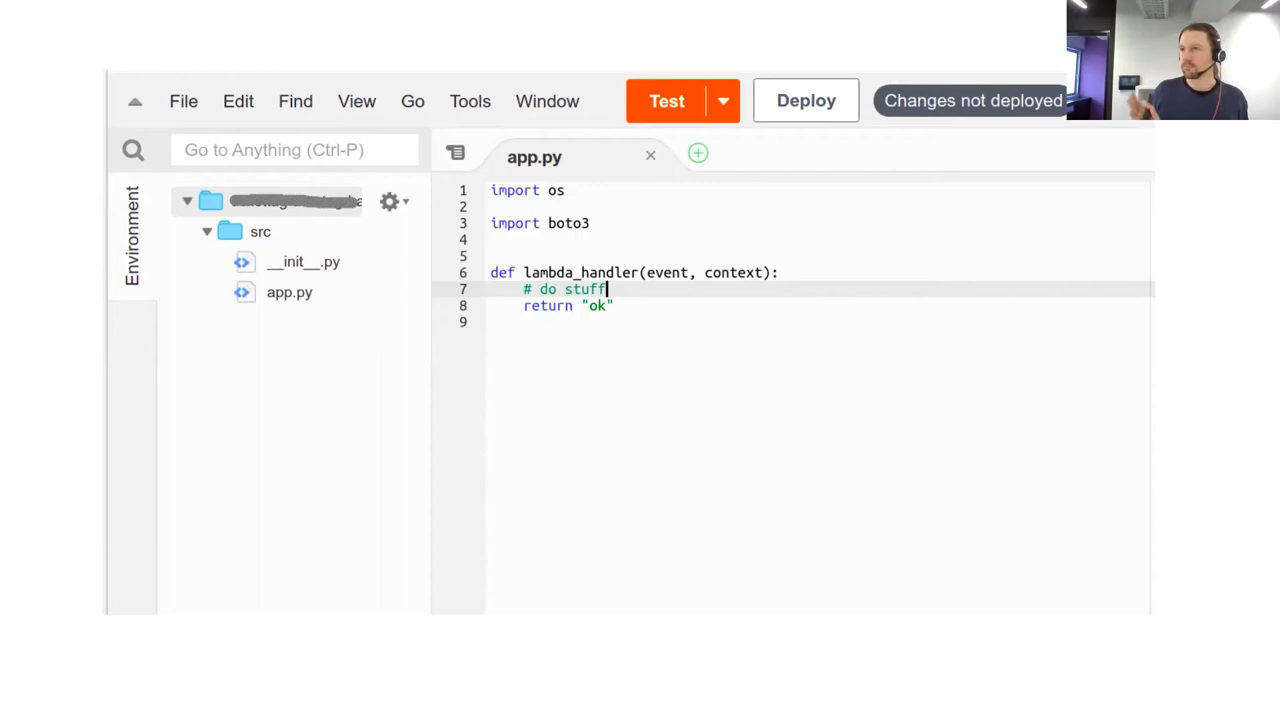 File Edit Find View Go Tools Window Test Deploy Changes not deployed
Go to Anything (Ctrl-P)
app.py
Environment
src
__init__.py
app.py
1 import os
2
3 import boto3
4
5
6 def lambda_handler(event, context):
7 # do stuff
8 return "ok"
9